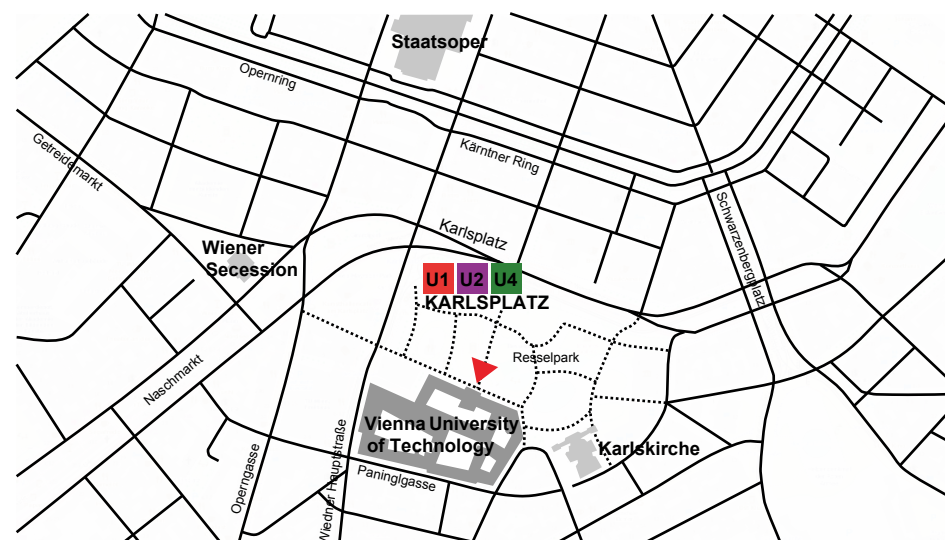 Staatsoper
Opernring
Getreidemarkt
Kärntner Ring
Schwarzenbergplatz
Karlsplatz
Wiener
Secession
U1 U2 U4
KARLSPLATZ
Resselpark
Naschmarkt
Vienna University
of Technology
Karlskirche
Paninglgasse
Operngasse
Wiedner Hauptstraße